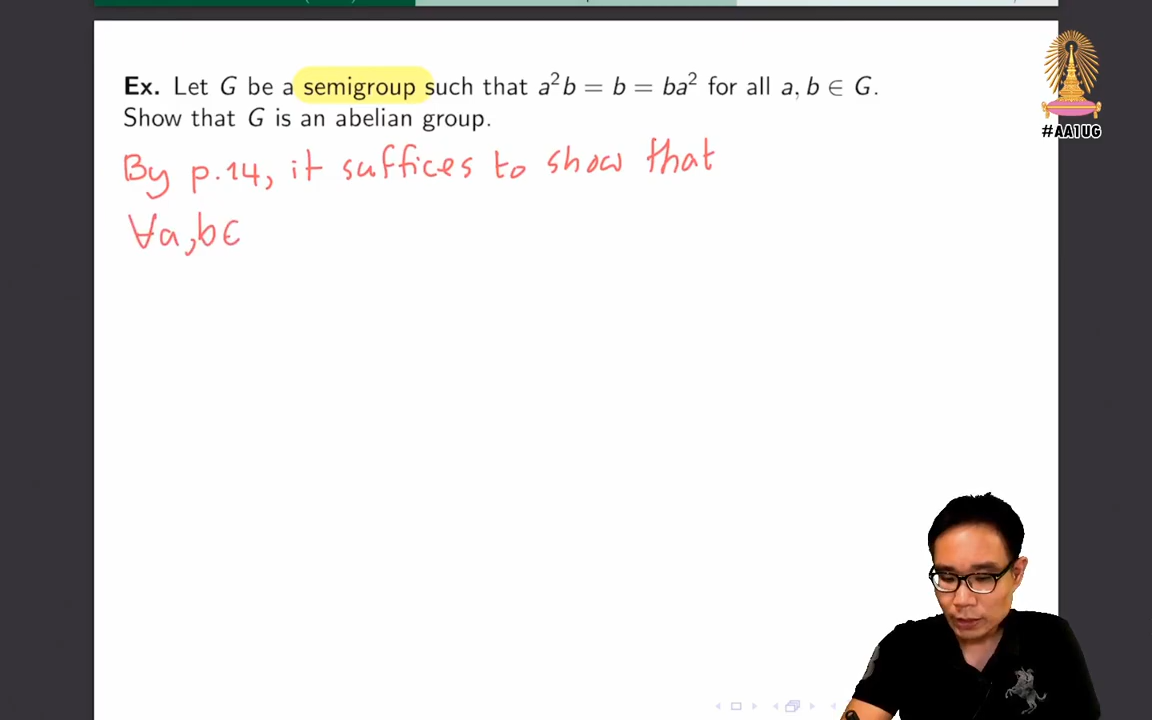 Ex. Let G be a semigroup such that a²b = b = ba² for all a, b ∈ G.
Show that G is an abelian group.
#AA1UG
By p.14, it suffices to show that
∀a,b∈